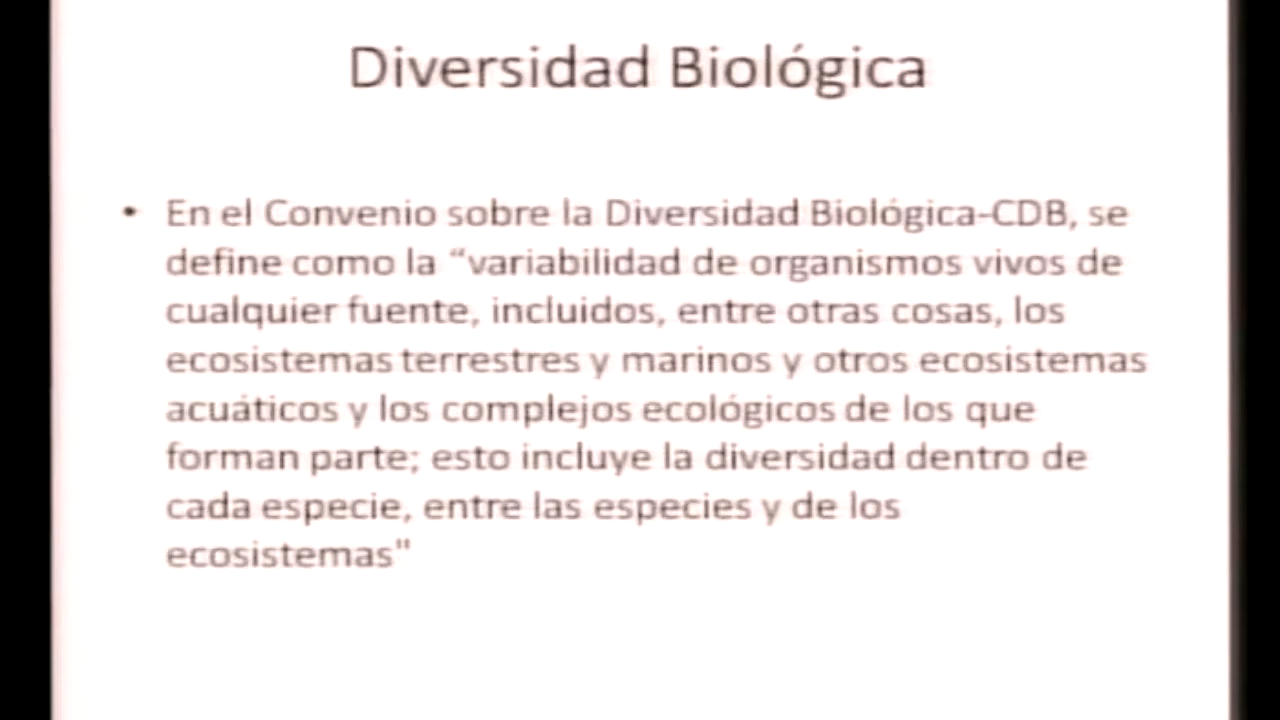 Diversidad Biológica
• En el Convenio sobre la Diversidad Biológica-CDB, se
define como la “variabilidad de organismos vivos de
cualquier fuente, incluidos, entre otras cosas, los
ecosistemas terrestres y marinos y otros ecosistemas
acuáticos y los complejos ecológicos de los que
forman parte; esto incluye la diversidad dentro de
cada especie, entre las especies y de los
ecosistemas"